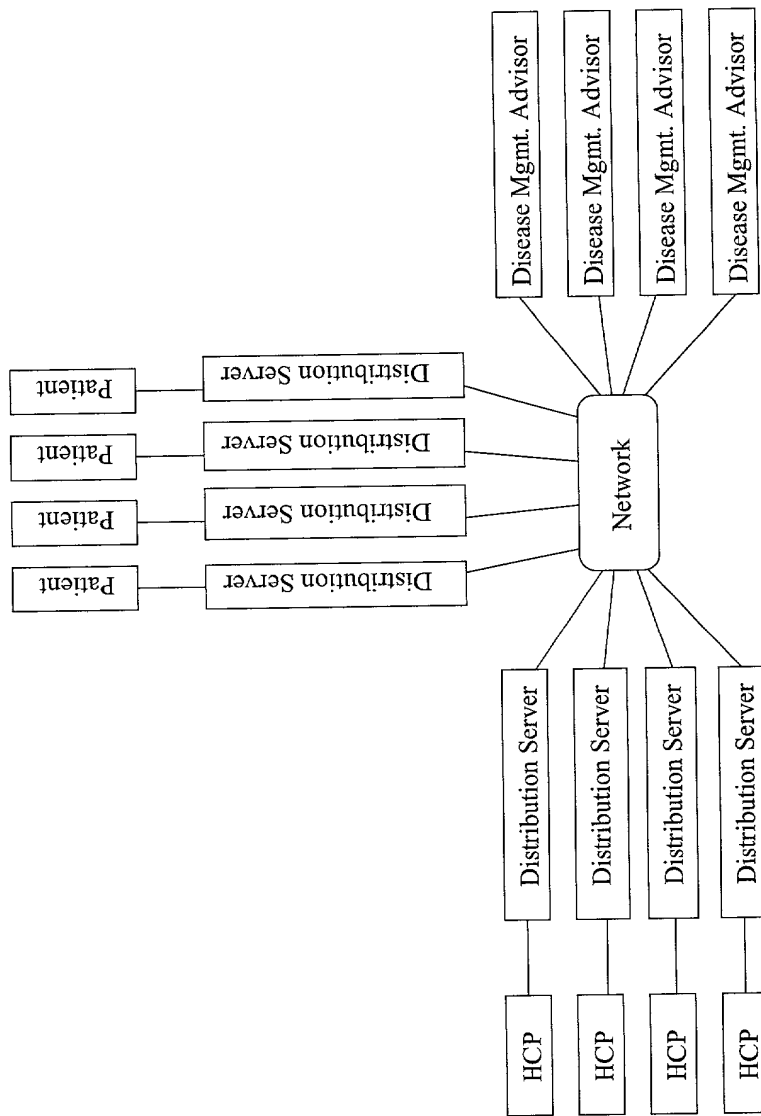 Patient
Distribution Server
Patient
Distribution Server
Patient
Distribution Server
Patient
Distribution Server
Network
Disease Mgmt. Advisor
Disease Mgmt. Advisor
Disease Mgmt. Advisor
Disease Mgmt. Advisor
Distribution Server
Distribution Server
Distribution Server
Distribution Server
HCP
HCP
HCP
HCP